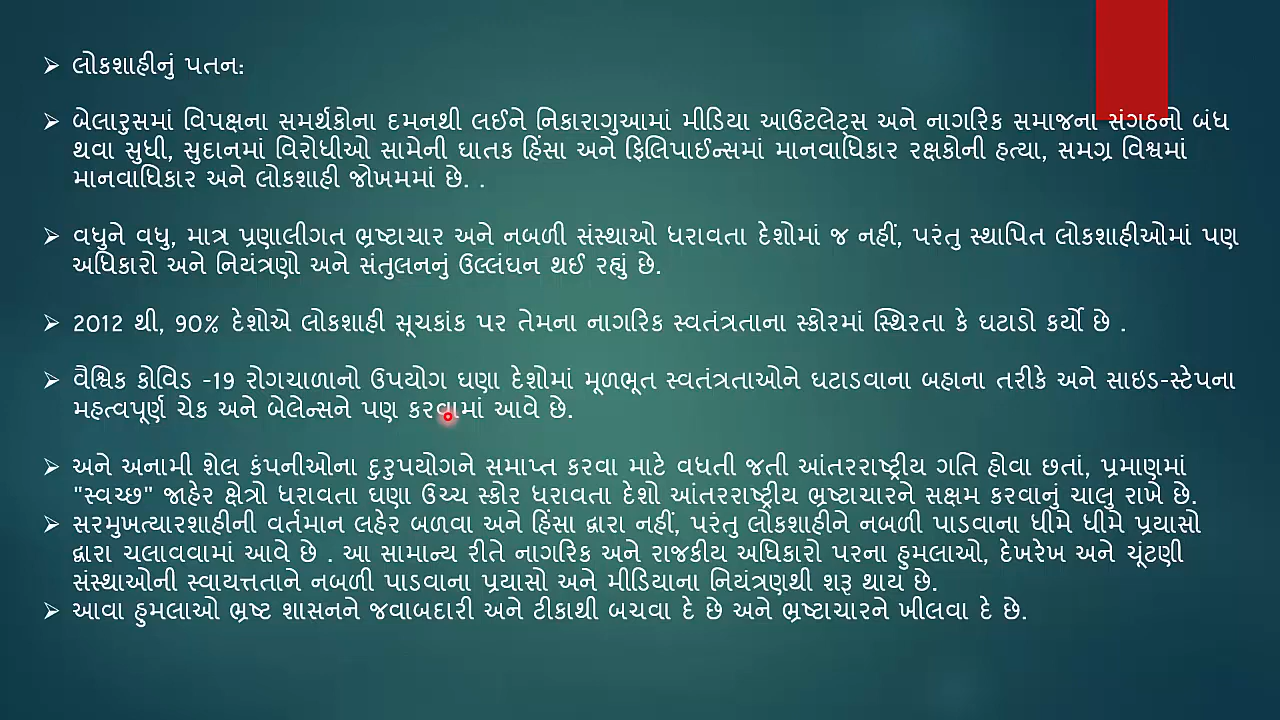 લોકશાહીનું પતન:
બેલારુસમાં વિપક્ષના સમર્થકોના દમનથી લઈને નિકારાગુઆમાં મીડિયા આઉટલેટ્સ અને નાગરિક સમાજના સંગઠનો બંધ
થવા સુધી, સુદાનમાં વિરોધીઓ સામેની ઘાતક હિંસા અને ફિલિપાઈન્સમાં માનવાધિકાર રક્ષકોની હત્યા, સમગ્ર વિશ્વમાં
માનવાધિકાર અને લોકશાહી જોખમમાં છે. .
વધુને વધુ, માત્ર પ્રણાલીગત ભ્રષ્ટાચાર અને નબળી સંસ્થાઓ ધરાવતા દેશોમાં જ નહીં, પરંતુ સ્થાપિત લોકશાહીઓમાં પણ
અધિકારો અને નિયંત્રણો અને સંતુલનનું ઉલ્લંઘન થઈ રહ્યું છે.
2012 થી, 90% દેશોએ લોકશાહી સૂચકાંક પર તેમના નાગરિક સ્વતંત્રતાના સ્કોરમાં સ્થિરતા કે ઘટાડો કર્યો છે .
વૈશ્વિક કોવિડ -19 રોગચાળાનો ઉપયોગ ઘણા દેશોમાં મૂળભૂત સ્વતંત્રતાઓને ઘટાડવાના બહાના તરીકે અને સાઇડ-સ્ટેપના
મહત્વપૂર્ણ ચેક અને બેલેન્સને પણ કરવામાં આવે છે.
અને અનામી શેલ કંપનીઓના દુરુપયોગને સમાપ્ત કરવા માટે વધતી જતી આંતરરાષ્ટ્રીય ગતિ હોવા છતાં, પ્રમાણમાં
"સ્વચ્છ" જાહેર ક્ષેત્રો ધરાવતા ઘણા ઉચ્ચ સ્કોર ધરાવતા દેશો આંતરરાષ્ટ્રીય ભ્રષ્ટાચારને સક્ષમ કરવાનું ચાલુ રાખે છે.
સરમુખત્યારશાહીની વર્તમાન લહેર બળવા અને હિંસા દ્વારા નહીં, પરંતુ લોકશાહીને નબળી પાડવાના ધીમે ધીમે પ્રયાસો
દ્વારા ચલાવવામાં આવે છે . આ સામાન્ય રીતે નાગરિક અને રાજકીય અધિકારો પરના હુમલાઓ, દેખરેખ અને ચૂંટણી
સંસ્થાઓની સ્વાયત્તતાને નબળી પાડવાના પ્રયાસો અને મીડિયાના નિયંત્રણથી શરૂ થાય છે.
આવા હુમલાઓ ભ્રષ્ટ શાસનને જવાબદારી અને ટીકાથી બચવા દે છે અને ભ્રષ્ટાચારને ખીલવા દે છે.